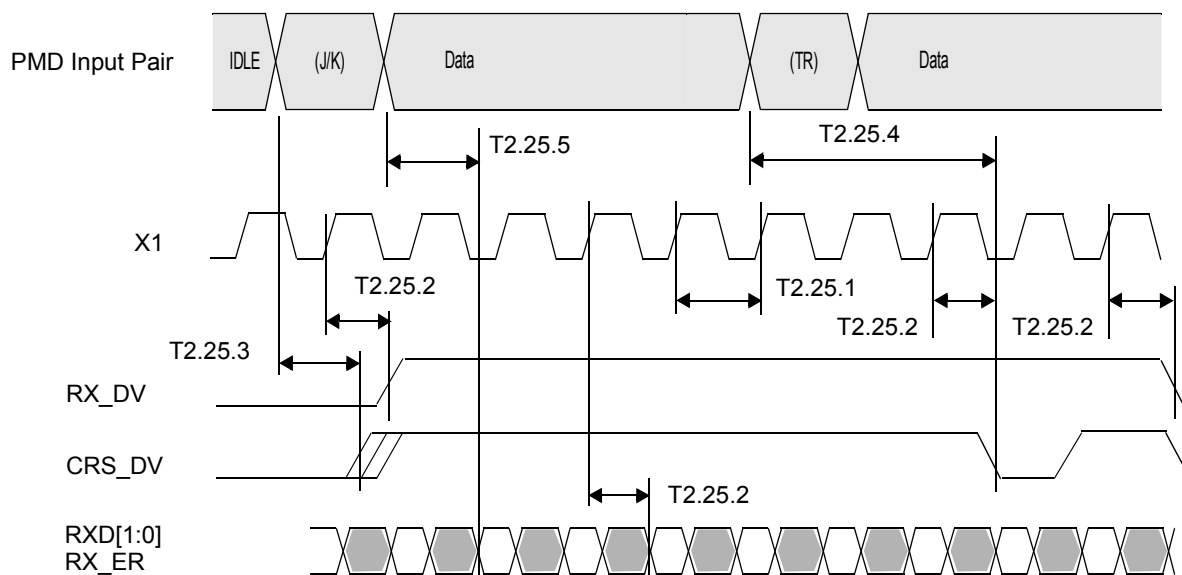 PMD Input Pair
IDLE
(J/K)
Data
(TR)
Data
T2.25.5
T2.25.4
X1
T2.25.2
T2.25.1
T2.25.2
T2.25.2
T2.25.3
RX_DV
CRS_DV
T2.25.2
RXD[1:0]
RX_ER